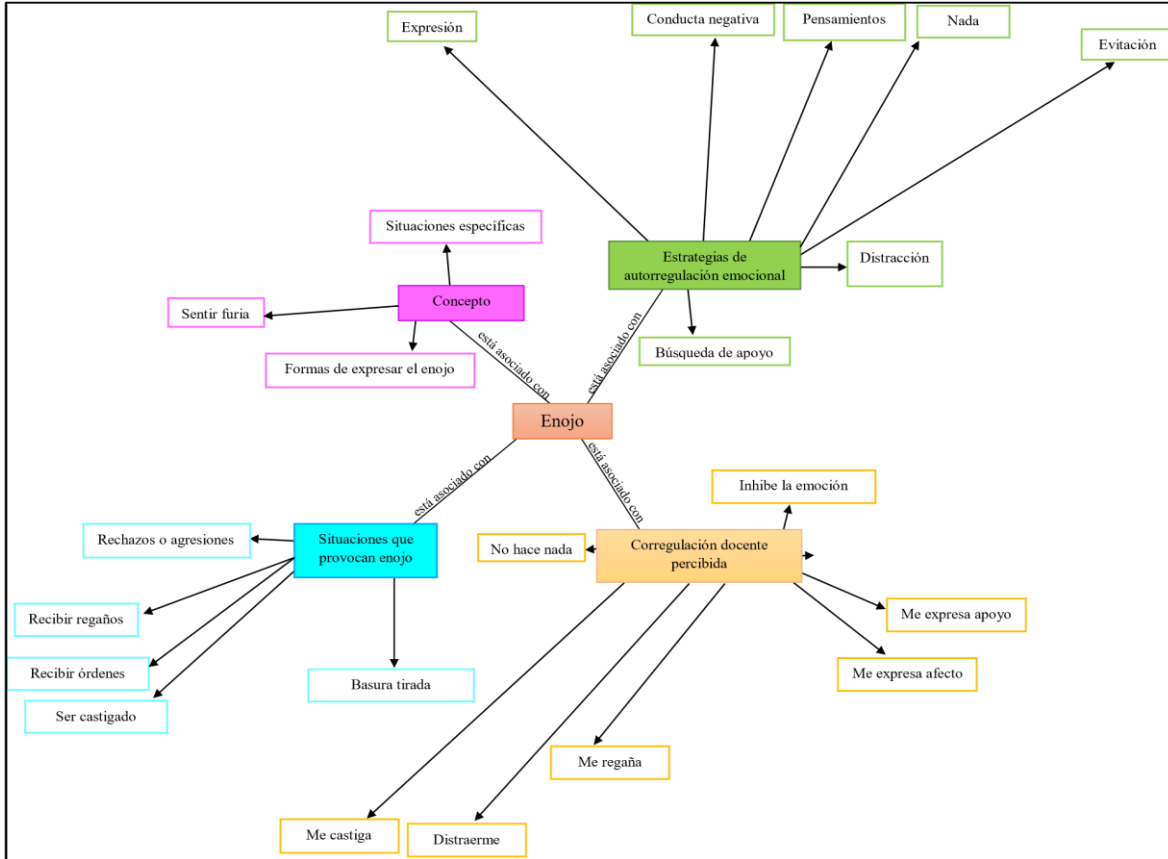 Expresión
Conducta negativa
Pensamientos
Nada
Evitación
Situaciones específicas
Estrategias de
autorregulación emocional
Distracción
Concepto
Sentir furia
Formas de expresar el enojo
Búsqueda de apoyo
está asociado con
está asociado con
Enojo
está asociado con
está asociado con
Inhibe la emoción
Rechazos o agresiones
Situaciones que
provocan enojo
No hace nada
Corregulación docente
percibida
Recibir regaños
Me expresa apoyo
Recibir órdenes
Basura tirada
Me expresa afecto
Ser castigado
Me regaña
Me castiga
Distraerme